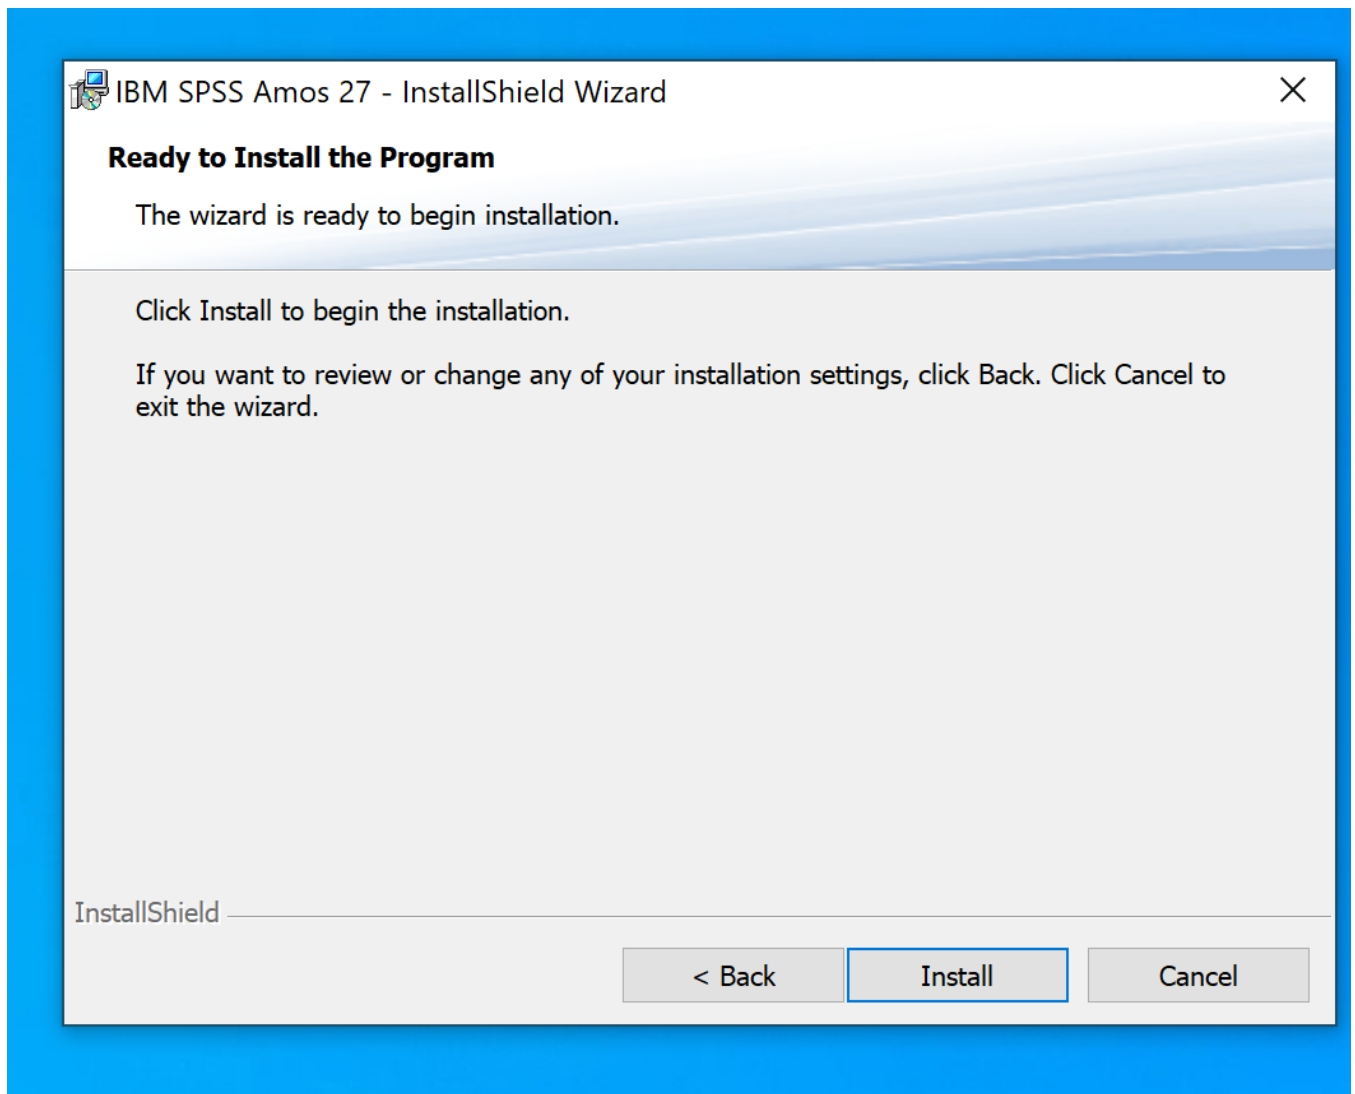 IBM SPSS Amos 27 - InstallShield Wizard
Ready to Install the Program
The wizard is ready to begin installation.
Click Install to begin the installation.
If you want to review or change any of your installation settings, click Back. Click Cancel to
exit the wizard.
InstallShield
< Back
Install
Cancel